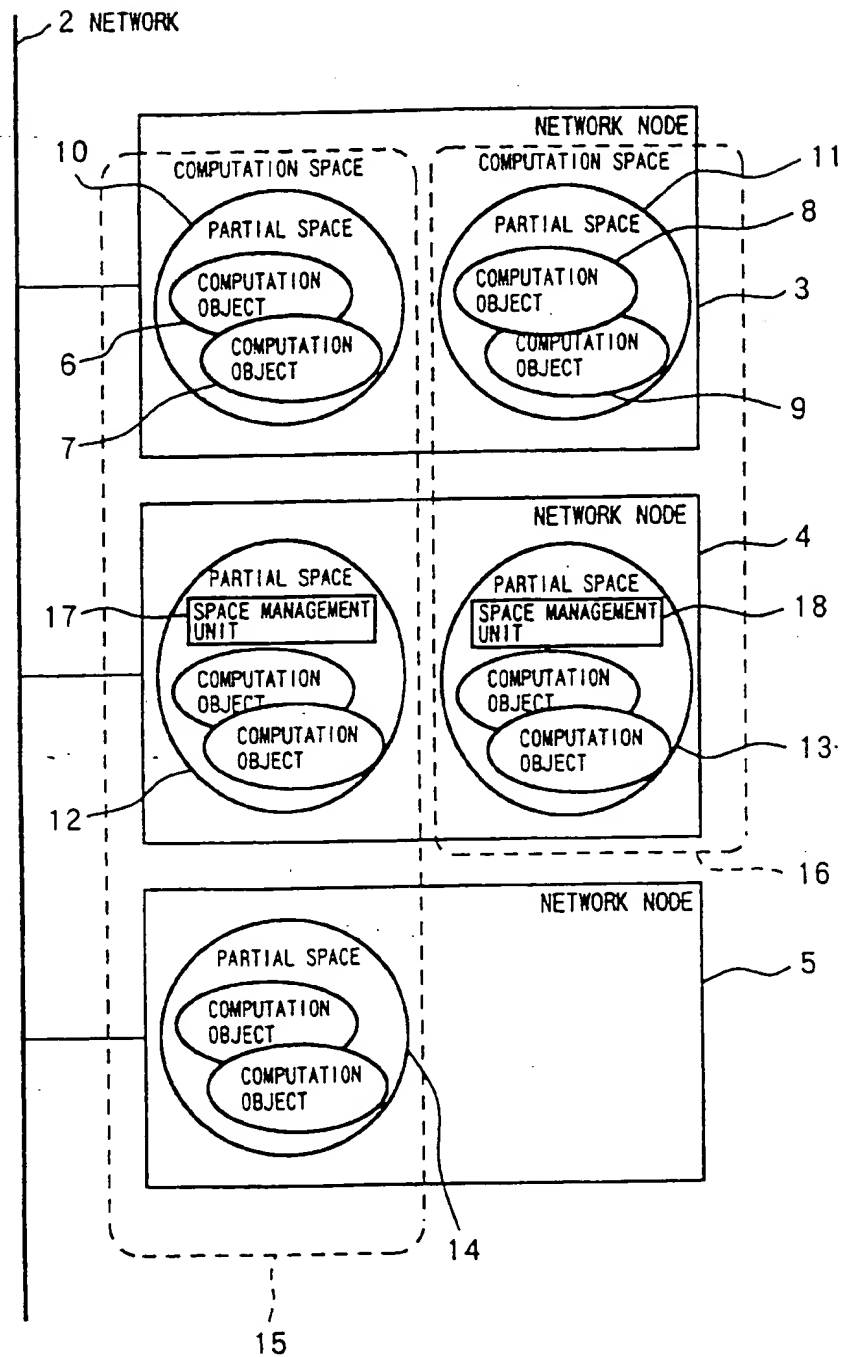 2 NETWORK
NETWORK NODE
10
COMPUTATION SPACE
COMPUTATION SPACE
11
PARTIAL SPACE
PARTIAL SPACE
8
COMPUTATION
OBJECT
COMPUTATION
OBJECT
3
6
COMPUTATION
OBJECT
COMPUTATION
OBJECT
7
9
NETWORK NODE
4
PARTIAL SPACE
PARTIAL SPACE
17
SPACE MANAGEMENT
UNIT
SPACE MANAGEMENT
UNIT
18
COMPUTATION
OBJECT
COMPUTATION
OBJECT
COMPUTATION
OBJECT
COMPUTATION
OBJECT
13
12
16
NETWORK NODE
PARTIAL SPACE
5
COMPUTATION
OBJECT
COMPUTATION
OBJECT
14
15